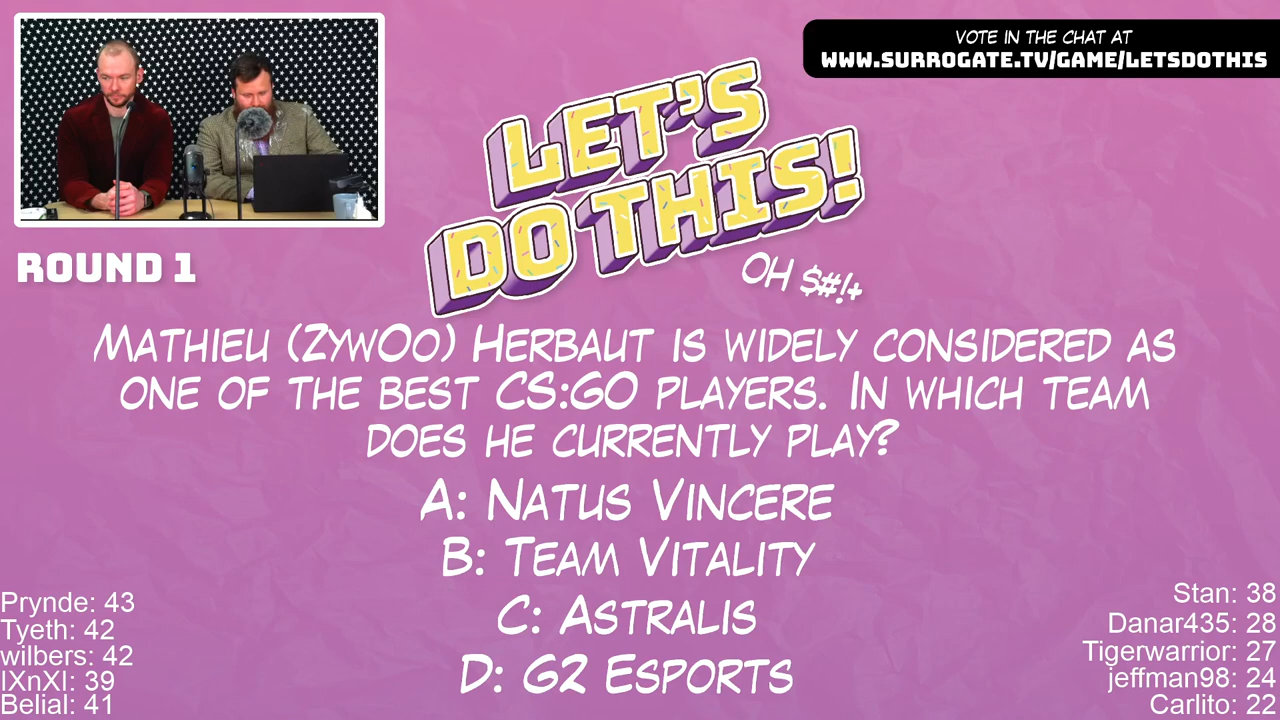 VOTE IN THE CHAT AT
WWW.SURROGATE.TV/GAME/LETSDOTHIS
LET'S
DO THIS!
OH $#!+
ROUND 1
MATHIEU (ZYWOO) HERBAUT IS WIDELY CONSIDERED AS
ONE OF THE BEST CS:GO PLAYERS. IN WHICH TEAM
DOES HE CURRENTLY PLAY?
A: NATUS VINCERE
B: TEAM VITALITY
C: ASTRALIS
D: G2 ESPORTS
Prynde: 43
Tyeth: 42
wilbers: 42
IXnXI: 39
Belial: 41
Stan: 38
Danar435: 28
Tigerwarrior: 27
jeffman98: 24
Carlito: 22